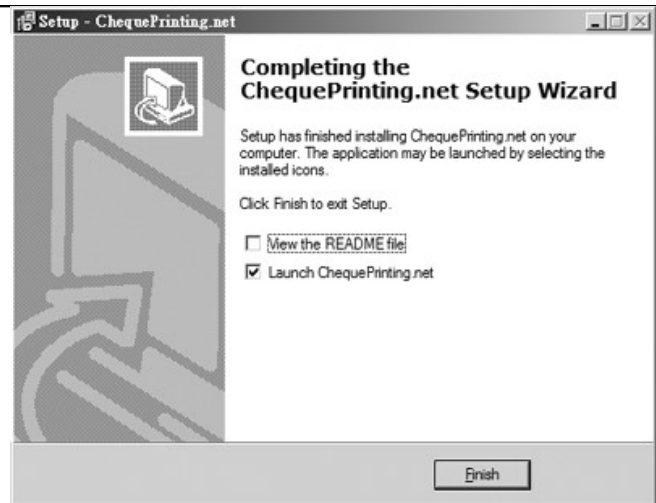 Setup - ChequePrinting.net
Completing the
ChequePrinting.net Setup Wizard
Setup has finished installing ChequePrinting.net on your
computer. The application may be launched by selecting the
installed icons.
Click Finish to exit Setup.
View the README file
Launch ChequePrinting.net
Finish